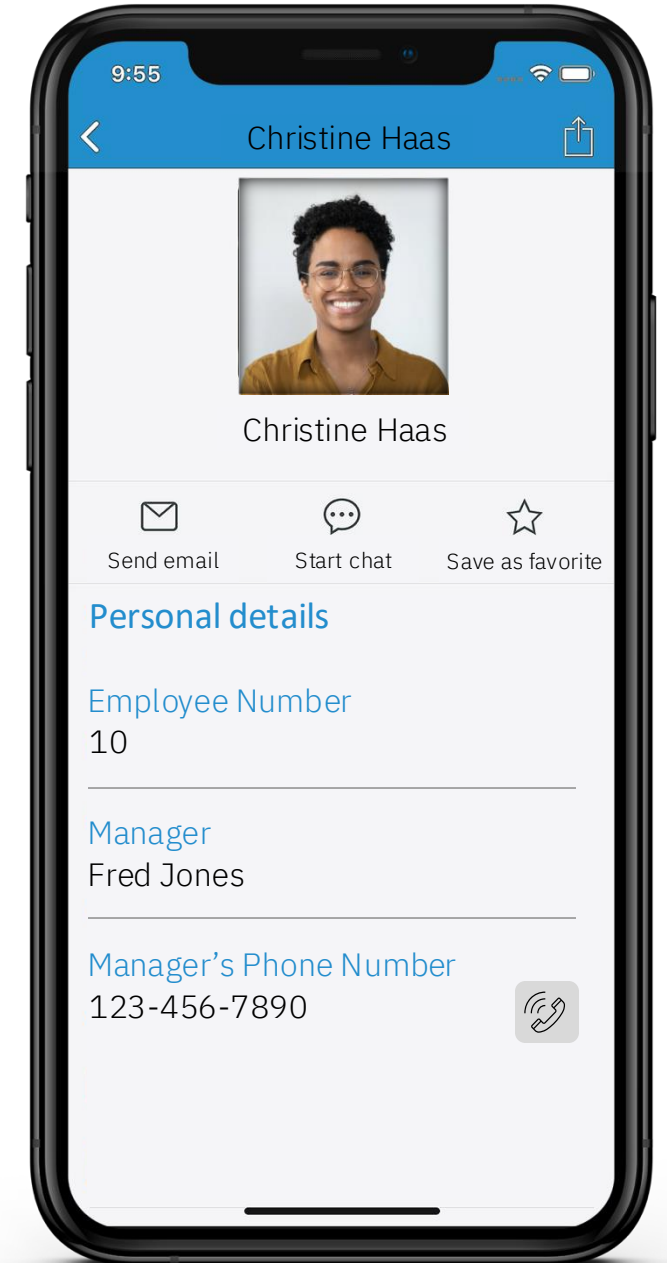 9:55
Christine Haas
Christine Haas
Send email
Start chat
Save as favorite
Personal details
Employee Number
10
Manager
Fred Jones
Manager’s Phone Number
123-456-7890